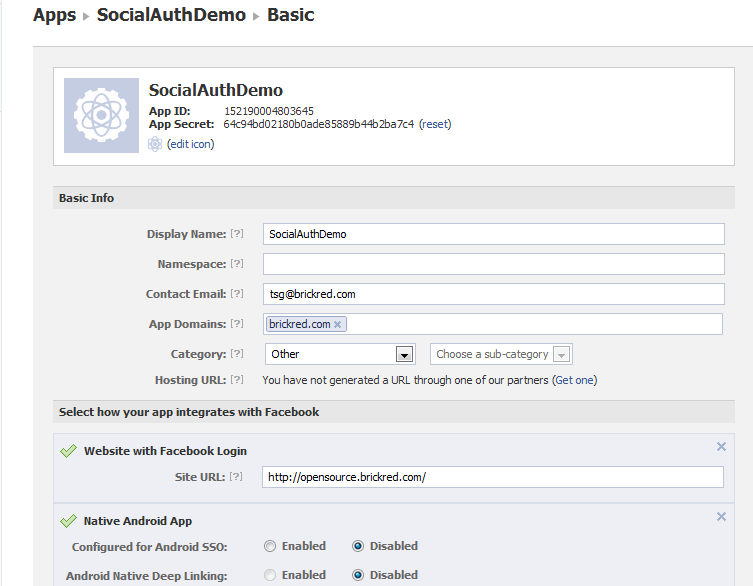 Apps ▸ SocialAuthDemo ▸ Basic
SocialAuthDemo
App ID: 152190004803645
App Secret: 64c94bd02180b0ade85889b44b2ba7c4 (reset)
(edit icon)
Basic Info
Display Name: [?] SocialAuthDemo
Namespace: [?]
Contact Email: [?] tsg@brickred.com
App Domains: [?] brickred.com ×
Category: [?] Other Choose a sub-category
Hosting URL: [?] You have not generated a URL through one of our partners (Get one)
Select how your app integrates with Facebook
Website with Facebook Login
Site URL: [?] http://opensource.brickred.com/
Native Android App
Configured for Android SSO: Enabled Disabled
Android Native Deep Linking: Enabled Disabled